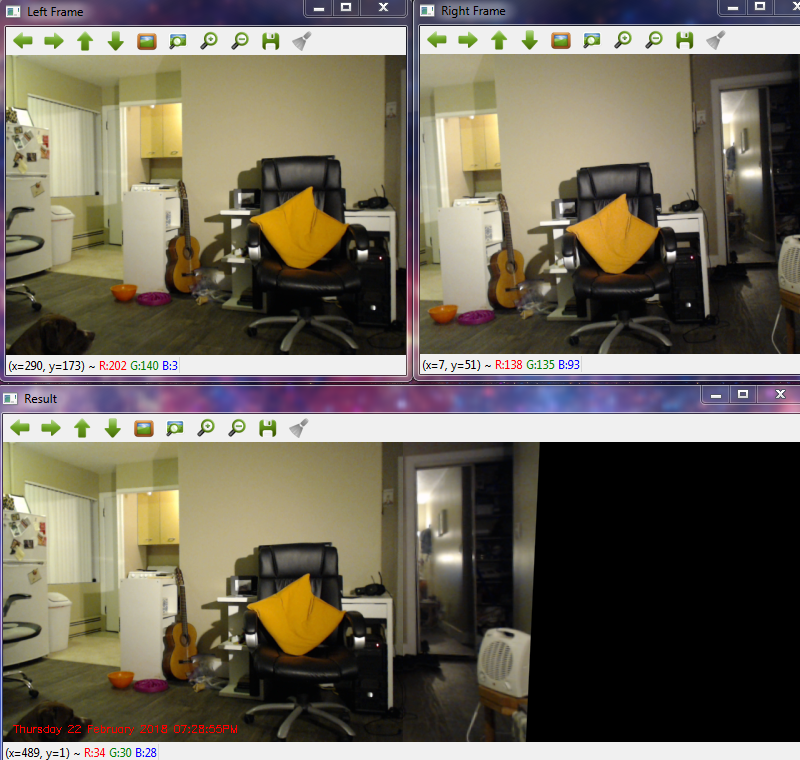 Left Frame
Right Frame
(x=290, y=173) ~ R:202 G:140 B:3
(x=7, y=51) ~ R:138 G:135 B:93
Result
Thursday 22 February 2018 07:28:55PM
(x=489, y=1) ~ R:34 G:30 B:28